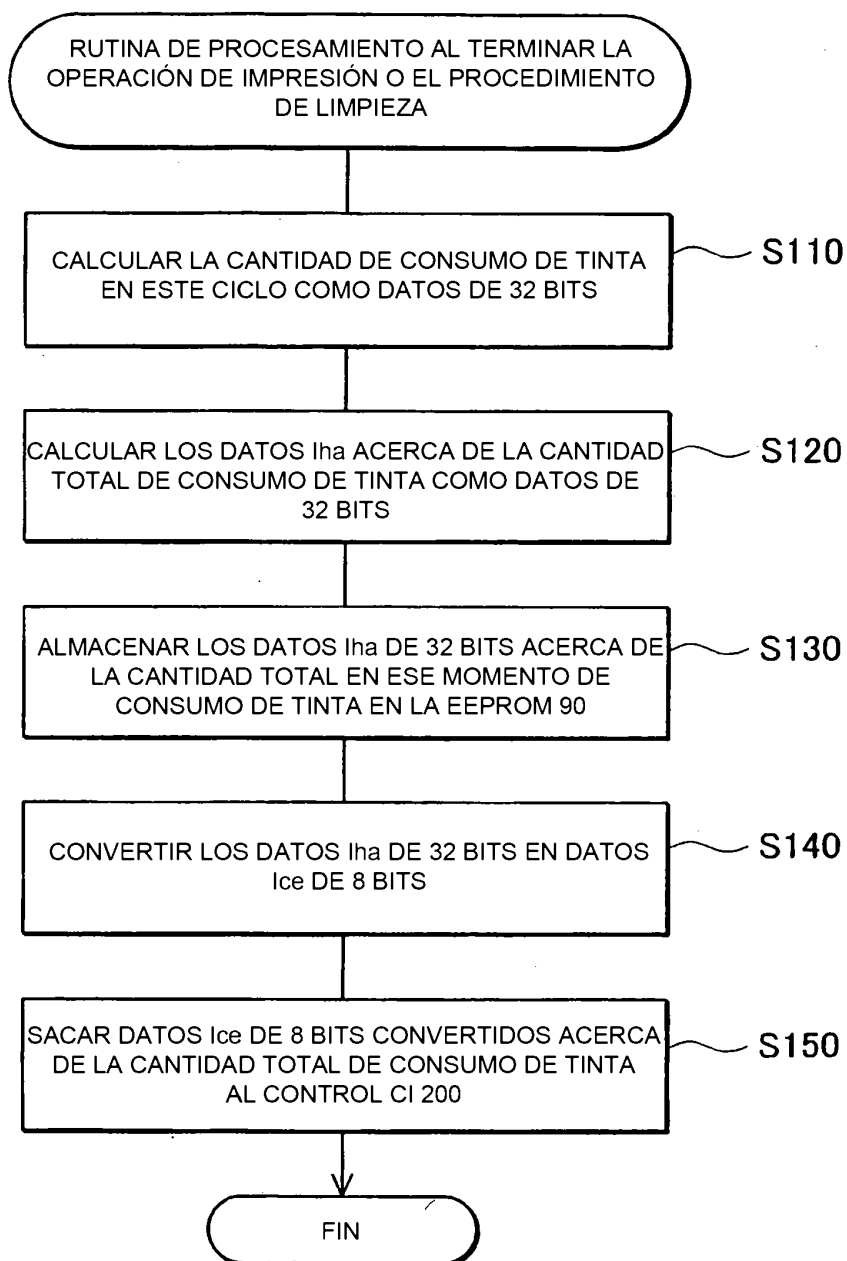 RUTINA DE PROCESAMIENTO AL TERMINAR LA
OPERACIÓN DE IMPRESIÓN O EL PROCEDIMIENTO
DE LIMPIEZA
CALCULAR LA CANTIDAD DE CONSUMO DE TINTA
EN ESTE CICLO COMO DATOS DE 32 BITS
S110
CALCULAR LOS DATOS Iha ACERCA DE LA CANTIDAD
TOTAL DE CONSUMO DE TINTA COMO DATOS DE
32 BITS
S120
ALMACENAR LOS DATOS Iha DE 32 BITS ACERCA DE
LA CANTIDAD TOTAL EN ESE MOMENTO DE
CONSUMO DE TINTA EN LA EEPROM 90
S130
CONVERTIR LOS DATOS Iha DE 32 BITS EN DATOS
Ice DE 8 BITS
S140
SACAR DATOS Ice DE 8 BITS CONVERTIDOS ACERCA
DE LA CANTIDAD TOTAL DE CONSUMO DE TINTA
AL CONTROL CI 200
S150
FIN